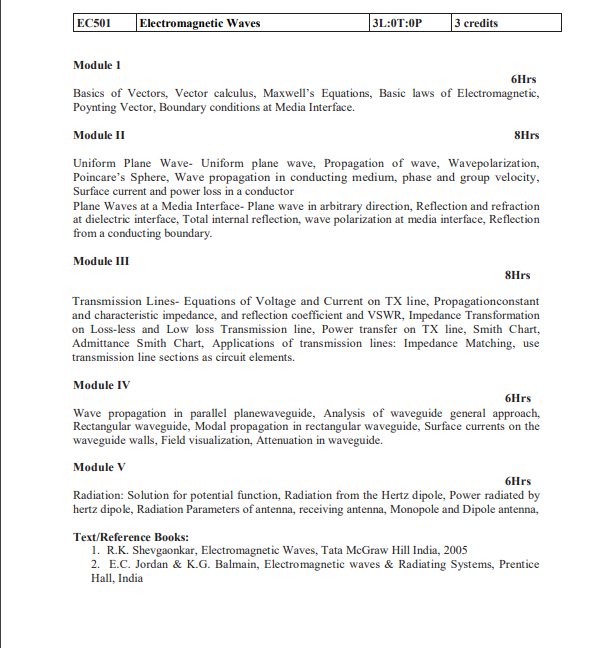 EC501 Electromagnetic Waves 3L:0T:0P 3 credits
Module I
6Hrs
Basics of Vectors, Vector calculus, Maxwell's Equations, Basic laws of Electromagnetic,
Poynting Vector, Boundary conditions at Media Interface.
Module II 8Hrs
Uniform Plane Wave- Uniform plane wave, Propagation of wave, Wavepolarization,
Poincare's Sphere, Wave propagation in conducting medium, phase and group velocity,
Surface current and power loss in a conductor
Plane Waves at a Media Interface- Plane wave in arbitrary direction, Reflection and refraction
at dielectric interface, Total internal reflection, wave polarization at media interface, Reflection
from a conducting boundary.
Module III
8Hrs
Transmission Lines- Equations of Voltage and Current on TX line, Propagationconstant
and characteristic impedance, and reflection coefficient and VSWR, Impedance Transformation
on Loss-less and Low loss Transmission line, Power transfer on TX line, Smith Chart,
Admittance Smith Chart, Applications of transmission lines: Impedance Matching, use
transmission line sections as circuit elements.
Module IV
6Hrs
Wave propagation in parallel planewaveguide, Analysis of waveguide general approach,
Rectangular waveguide, Modal propagation in rectangular waveguide, Surface currents on the
waveguide walls, Field visualization, Attenuation in waveguide.
Module V
6Hrs
Radiation: Solution for potential function, Radiation from the Hertz dipole, Power radiated by
hertz dipole, Radiation Parameters of antenna, receiving antenna, Monopole and Dipole antenna,
Text/Reference Books:
1. R.K. Shevgaonkar, Electromagnetic Waves, Tata McGraw Hill India, 2005
2. E.C. Jordan & K.G. Balmain, Electromagnetic waves & Radiating Systems, Prentice
Hall, India